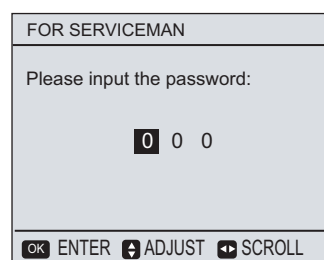 FOR SERVICEMAN
Please input the password:
0 0 0
OK ENTER ADJUST SCROLL